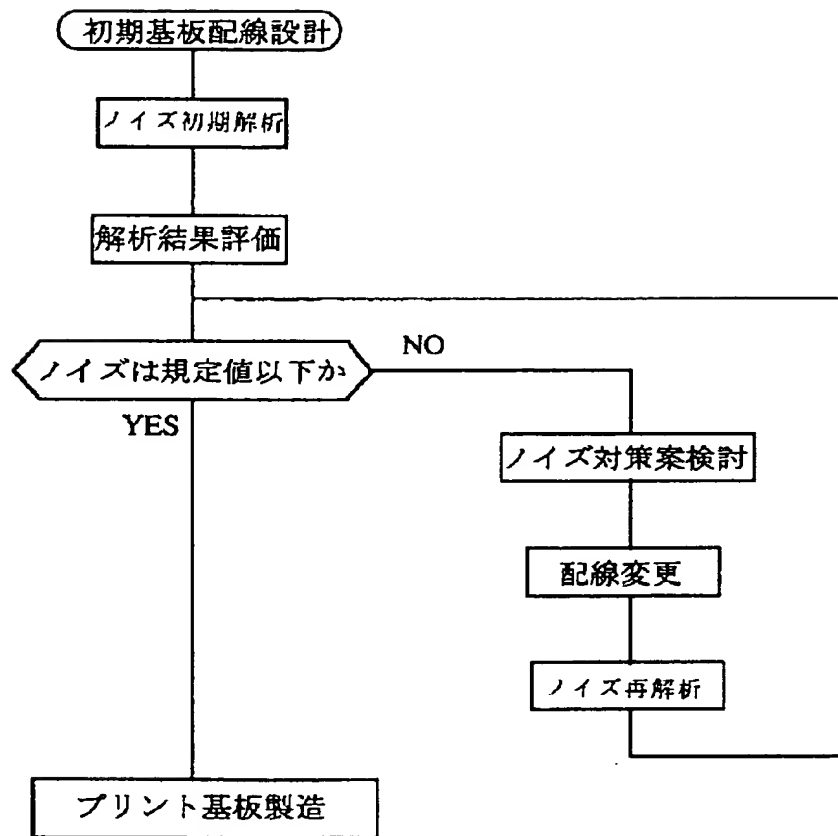 初期基板配線設計
ノイズ初期解析
解析結果評価
ノイズは規定値以下か
NO
YES
ノイズ対策案検討
配線変更
ノイズ再解析
プリント基板製造